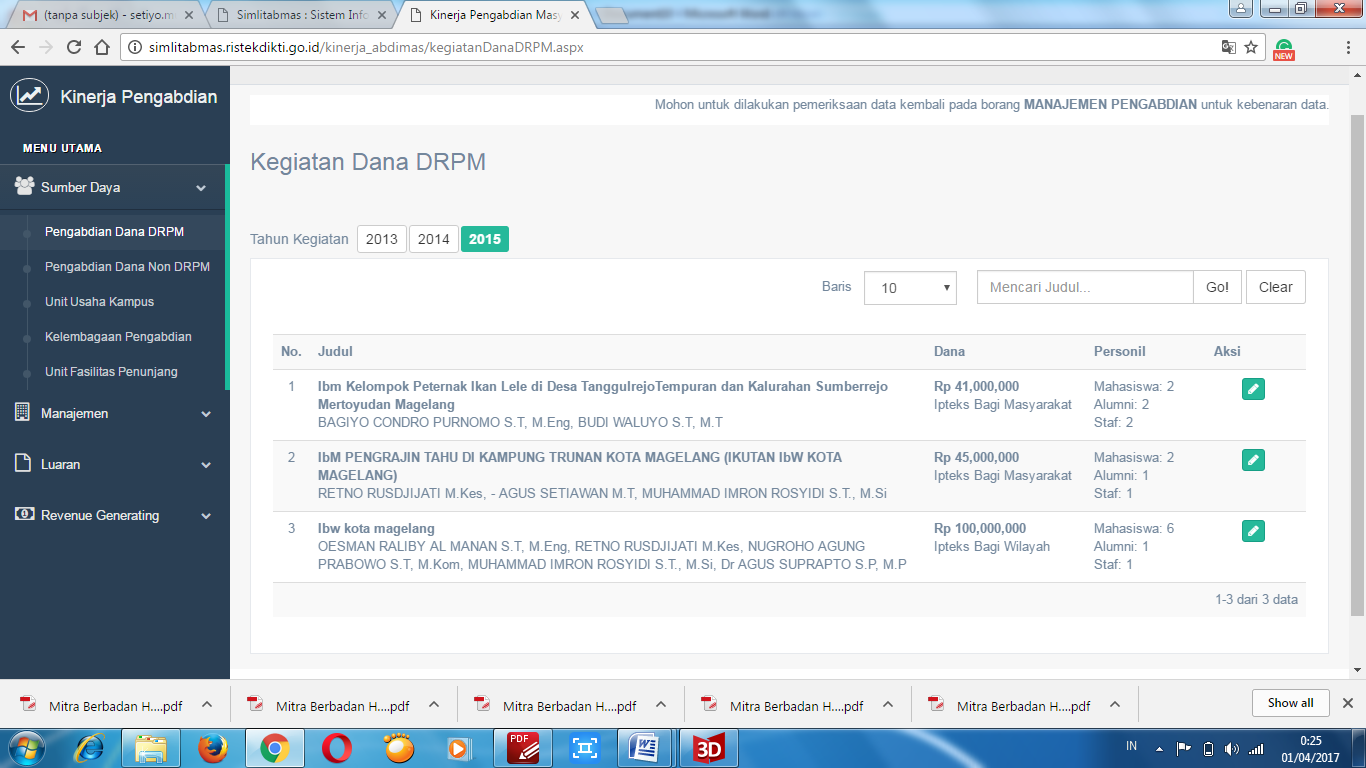 (tanpa subjek) - setiyo.m
Simlitabmas : Sistem Info
Kinerja Pengabdian Mas
Microsoft Word
simlitabmas.ristekdikti.go.id/kinerja_abdimas/kegiatanDanaDRPM.aspx
NEW
Kinerja Pengabdian
MENU UTAMA
Sumber Daya
Pengabdian Dana DRPM
Pengabdian Dana Non DRPM
Unit Usaha Kampus
Kelembagaan Pengabdian
Unit Fasilitas Penunjang
Manajemen
Luaran
Revenue Generating
Mohon untuk dilakukan pemeriksaan data kembali pada borang MANAJEMEN PENGABDIAN untuk kebenaran data.
Kegiatan Dana DRPM
Tahun Kegiatan 2013 2014 2015
Baris 10 Mencari Judul... Go! Clear
No. Judul Dana Personil Aksi
1 Ibm Kelompok Peternak Ikan Lele di Desa TanggulrejoTempuran dan Kalurahan Sumberrejo Rp 41,000,000 Mahasiswa: 2
Mertoyudan Magelang Ipteks Bagi Masyarakat Alumni: 2
BAGIYO CONDRO PURNOMO S.T, M.Eng, BUDI WALUYO S.T, M.T Staf: 2
2 IbM PENGRAJIN TAHU DI KAMPUNG TRUNAN KOTA MAGELANG (IKUTAN IbW KOTA Rp 45,000,000 Mahasiswa: 2
MAGELANG) Ipteks Bagi Masyarakat Alumni: 1
RETNO RUSDJIJATI M.Kes, - AGUS SETIAWAN M.T, MUHAMMAD IMRON ROSYIDI S.T., M.Si Staf: 1
3 Ibw kota magelang Rp 100,000,000 Mahasiswa: 6
OESMAN RALIBY AL MANAN S.T, M.Eng, RETNO RUSDJIJATI M.Kes, NUGROHO AGUNG Ipteks Bagi Wilayah Alumni: 1
PRABOWO S.T, M.Kom, MUHAMMAD IMRON ROSYIDI S.T., M.Si, Dr AGUS SUPRAPTO S.P, M.P Staf: 1
1-3 dari 3 data
Mitra Berbadan H....pdf Mitra Berbadan H....pdf Mitra Berbadan H....pdf Mitra Berbadan H....pdf Mitra Berbadan H....pdf Show all
PDF 3D IN 0:25
01/04/2017